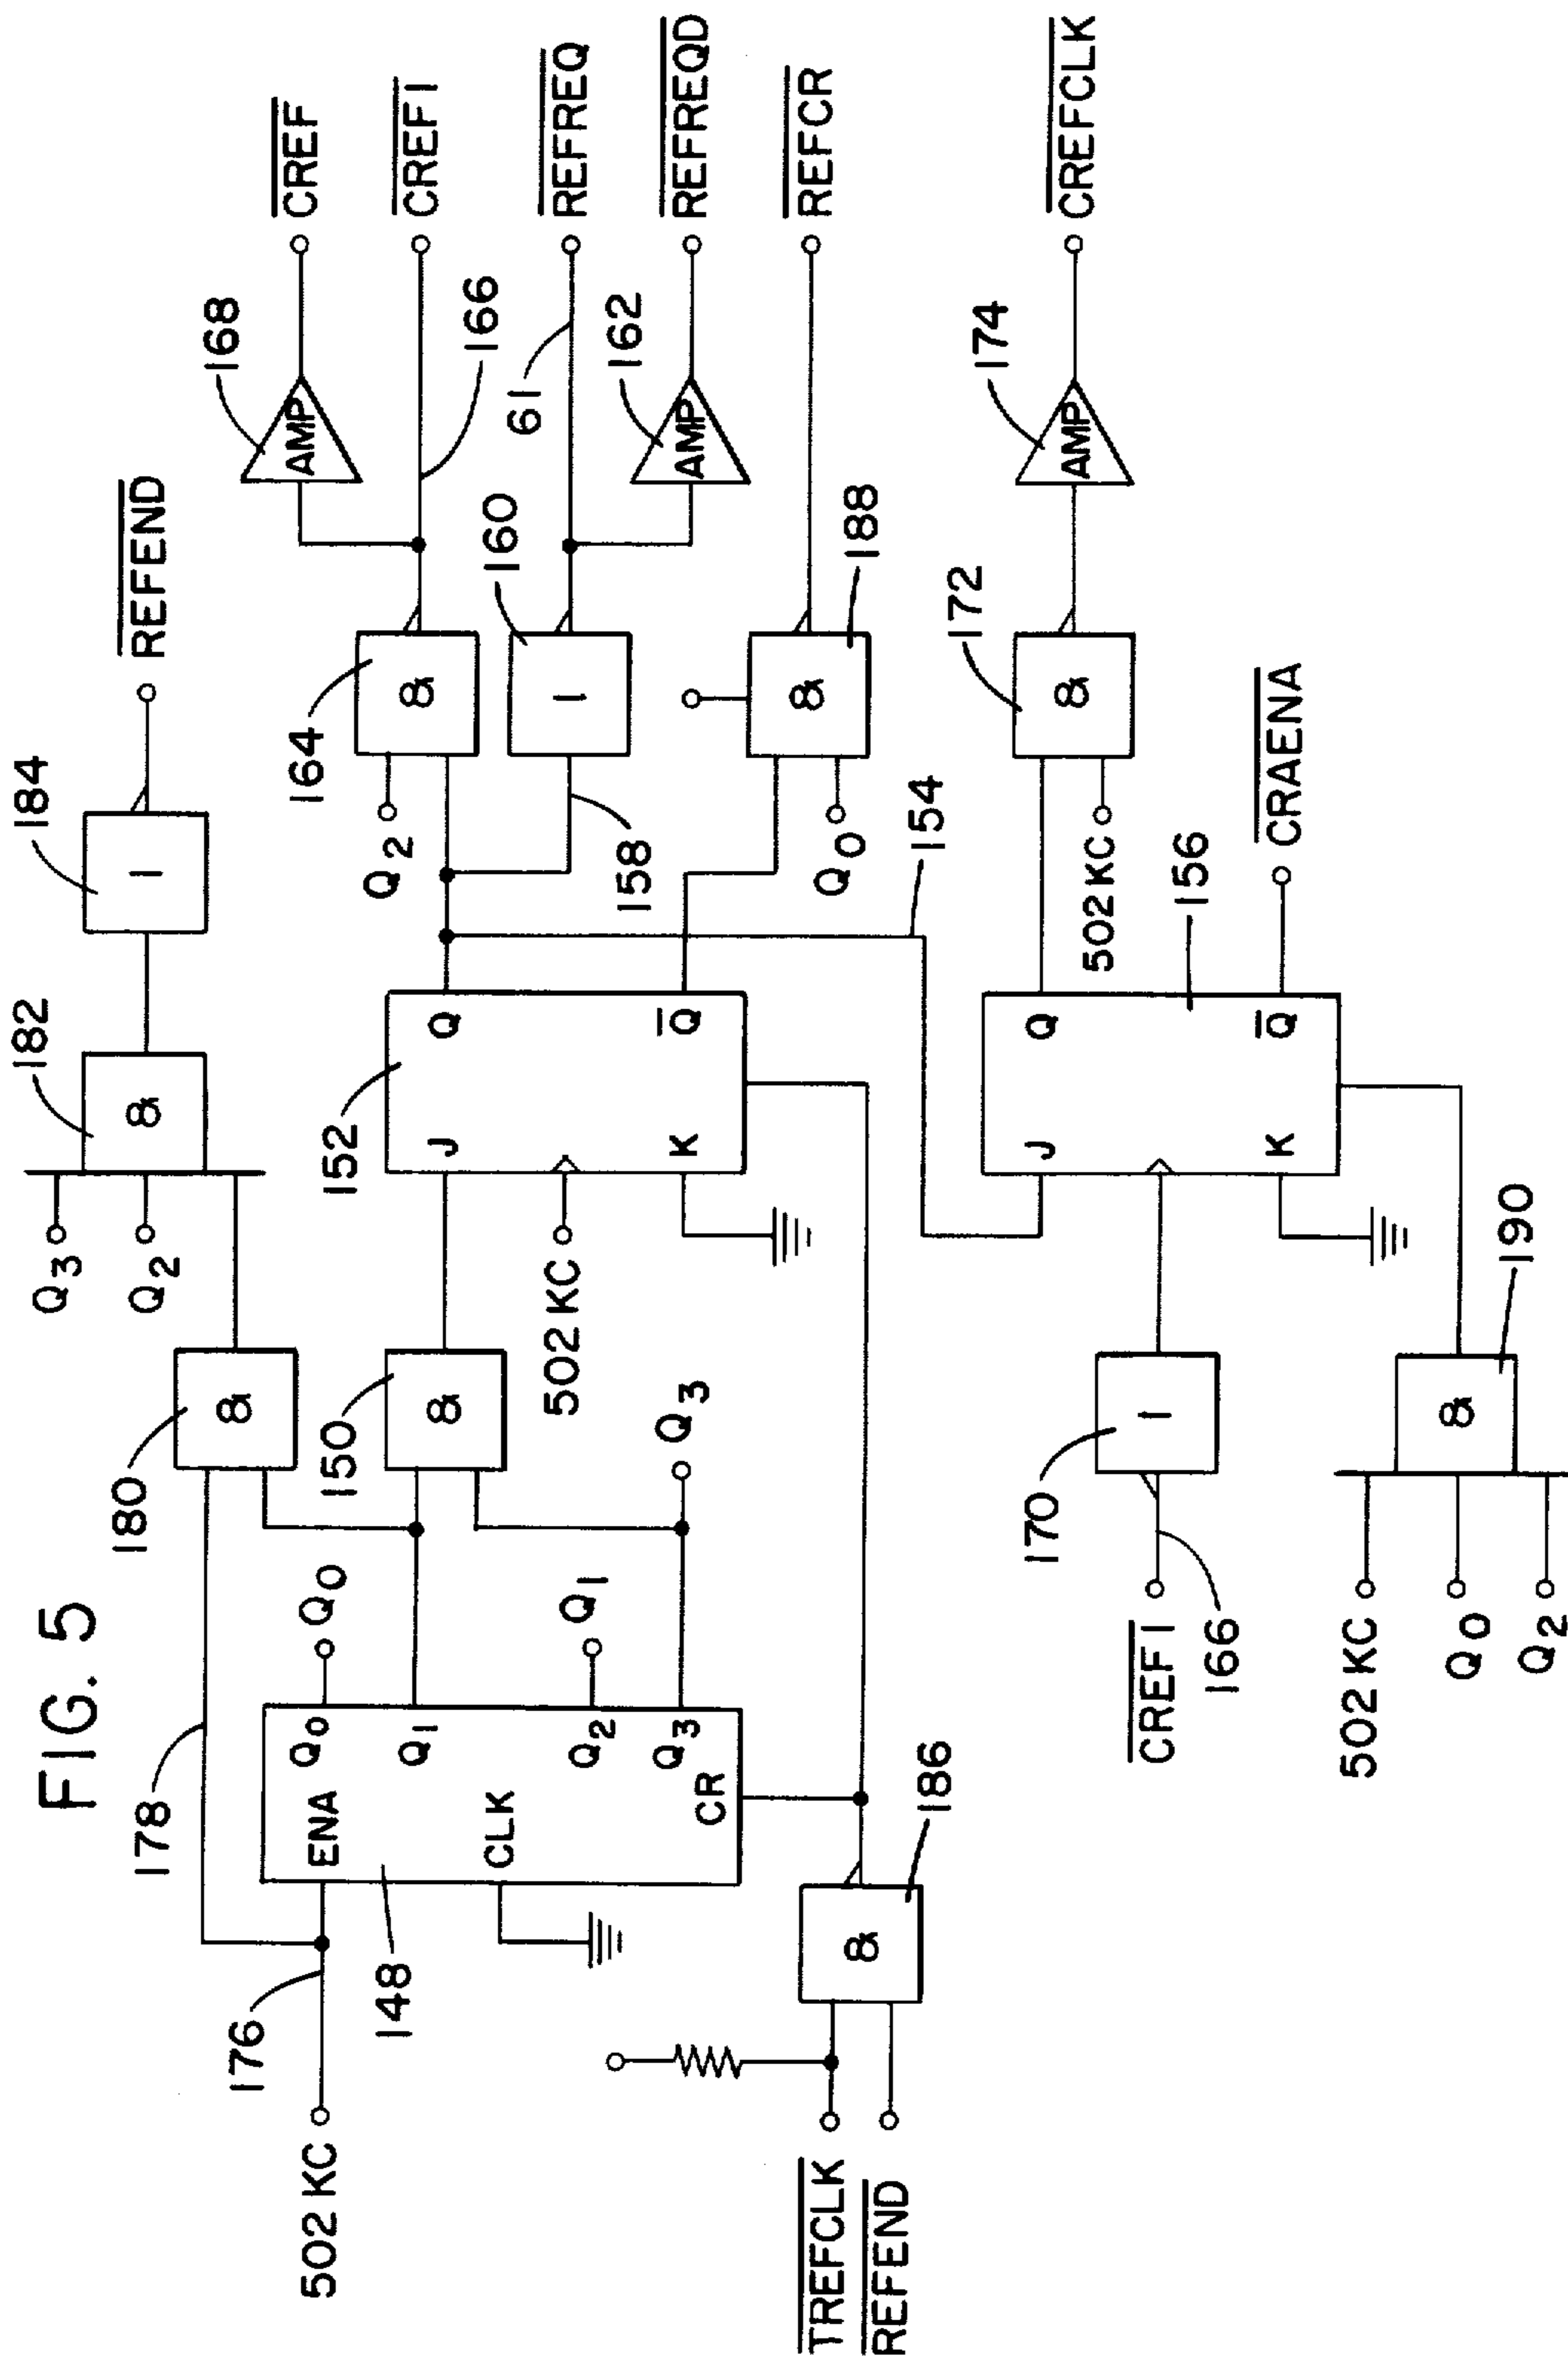 FIG. 5
502 KC
176
178
148
ENA
CLK
CR
Q0
Q1
Q2
Q3
Q0
Q1
Q3
180
&
150
&
Q3
Q2
182
&
184
1
REFEND
TREFCLK
REFEND
186
&
502 KC
152
J
K
Q
Q
Q2
164
&
158
160
1
Q0
188
&
154
168
AMP
CREF
166
CREF1
61
REFREQ
162
AMP
REFREQD
REFCR
CREF1
166
170
1
502 KC
Q0
Q2
190
&
J
K
Q
Q
156
502 KC
CRAENA
172
&
174
AMP
CREFCLK